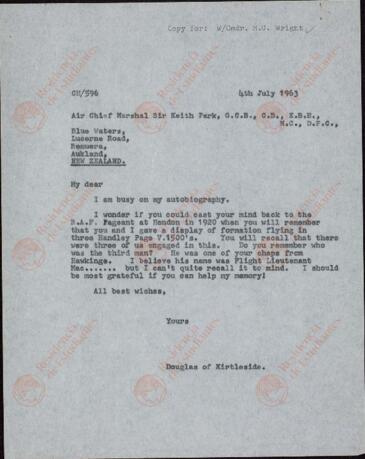 Copy for: W/Cmdr. M.C. Wright
CH/596
4th July 1963
Air Chief Marshal Sir Keith Park, G.C.B., C.B., K.B.E.,
M.C., D.F.C.,
Blue Waters,
Lucerne Road,
Remuera,
Aukland,
NEW ZEALAND.
My dear
I am busy on my autobiography.
I wonder if you could cast your mind back to the
R.A.F. Pageant at Hendon in 1920 when you will remember
that you and I gave a display of formation flying in
three Handley Page V.1500's. You will recall that there
were three of us engaged in this. Do you remember who
was the third man? He was one of your chaps from
Hawkinge. I believe his name was Flight Lieutenant
Mac....... but I can't quite recall it to mind. I should
be most grateful if you can help my memory!
All best wishes,
Yours
Douglas of Kirtleside.
Residencia
de Estudiantes